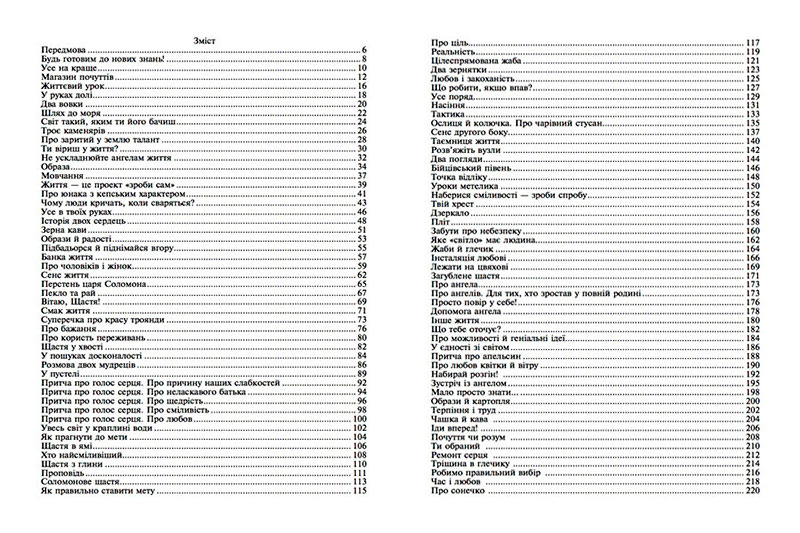 Зміст
Передмова 6
Будь готовим до нових знань! 8
Усе на краще 10
Магазин почуттів 12
Життєвий урок 16
У руках долі 18
Два вовки 20
Шлях до моря 22
Світ такий, яким ти його бачиш 24
Троє каменярів 26
Про заритий у землю талант 28
Ти віриш у життя? 30
Не ускладнюйте ангелам життя 32
Образа 34
Мовчання 37
Життя — це проект «зроби сам» 39
Про юнака з кепським характером 41
Чому люди кричать, коли сваряться? 43
Усе в твоїх руках 46
Історія двох сердець 48
Зерна кави 51
Образи й радості 53
Підбадьорся й піднімайся вгору 55
Банка життя 57
Про чоловіків і жінок 59
Сенс життя 62
Перстень царя Соломона 65
Пекло та рай 67
Вітаю, Щастя! 69
Смак життя 71
Суперечка про красу троянди 73
Про бажання 76
Про користь переживань 80
Щастя у хвості 82
У пошуках досконалості 84
Розмова двох мудреців 86
У пустелі 89
Притча про голос серця. Про причину наших слабкостей 92
Притча про голос серця. Про неласкавого батька 94
Притча про голос серця. Про щедрість 96
Притча про голос серця. Про сміливість 98
Притча про голос серця. Про любов 100
Увесь світ у краплині води 102
Як прагнути до мети 104
Щастя в ямі 106
Хто найсміливіший 108
Щастя з глини 110
Проповідь 111
Соломонове щастя 113
Як правильно ставити мету 115
Про ціль 117
Реальність 119
Цілеспрямована жаба 121
Два зернятки 123
Любов і закоханість 125
Що робити, якщо впав? 127
Усе поряд 129
Насіння 131
Тактика 133
Ослиця й колючка. Про чарівний стусан 135
Сенс другого боку 137
Таємниця життя 140
Розв’яжіть вузли 142
Два погляди 144
Бійцівський півень 146
Точка відліку 148
Уроки метелика 150
Наберися сміливості — зроби спробу 152
Твій хрест 154
Дзеркало 156
Пліт 158
Забути про небезпеку 160
Яке «світло» має людина 162
Жаби й глечик 164
Інсталяція любові 166
Лежати на цвяхові 169
Загублене щастя 171
Про ангела 173
Про ангелів. Для тих, хто зростав у повній родині 173
Просто повір у себе! 176
Допомога ангела 178
Інше життя 180
Що тебе оточує? 182
Про можливості й геніальні ідеї 184
У єдності зі світом 186
Притча про апельсин 188
Про любов квітки й вітру 190
Набирай розгін! 192
Зустріч із ангелом 195
Мало просто знати... 198
Образи й картопля 200
Терпіння і труд 202
Чашка й кава 204
Іди вперед! 206
Почуття чи розум 208
Ти обраний 210
Ремонт серця 212
Тріщина в глечику 214
Робимо правильний вибір 216
Час і любов 218
Про сонечко 220